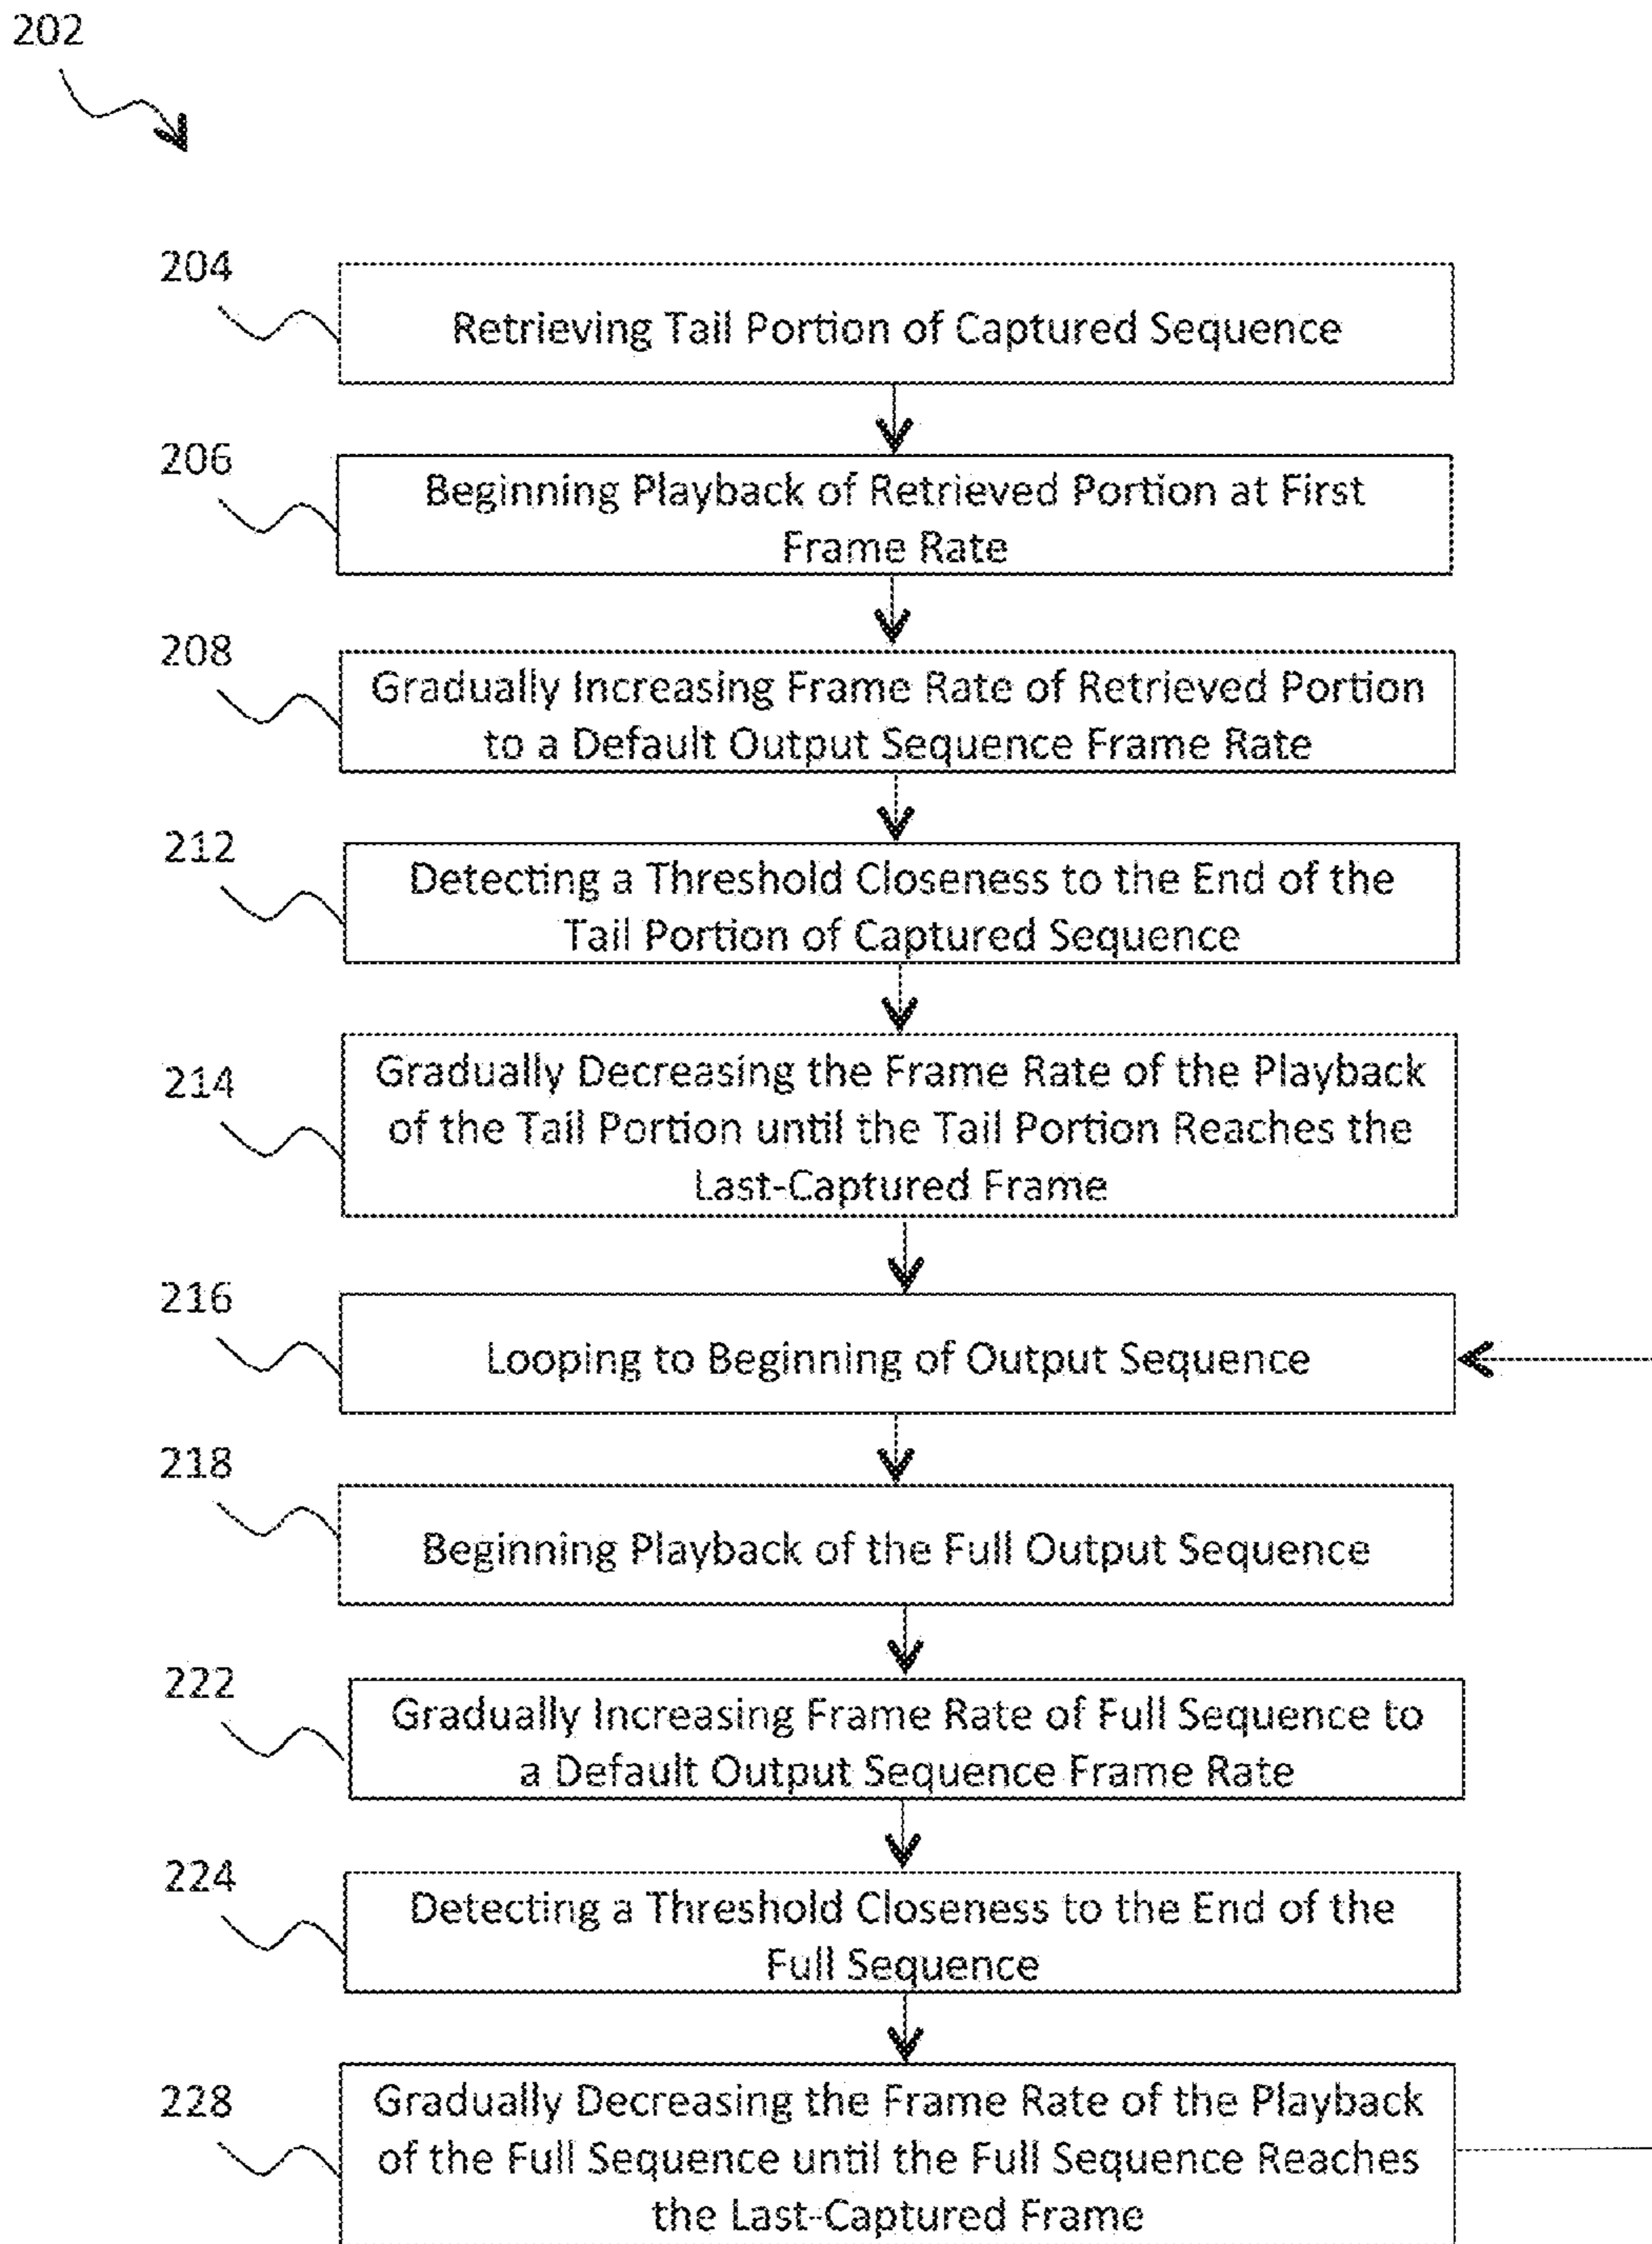 202
204
Retrieving Tail Portion of Captured Sequence
206
Beginning Playback of Retrieved Portion at First
Frame Rate
208
Gradually Increasing Frame Rate of Retrieved Portion
to a Default Output Sequence Frame Rate
212
Detecting a Threshold Closeness to the End of the
Tail Portion of Captured Sequence
214
Gradually Decreasing the Frame Rate of the Playback
of the Tail Portion until the Tail Portion Reaches the
Last-Captured Frame
216
Looping to Beginning of Output Sequence
218
Beginning Playback of the Full Output Sequence
222
Gradually Increasing Frame Rate of Full Sequence to
a Default Output Sequence Frame Rate
224
Detecting a Threshold Closeness to the End of the
Full Sequence
228
Gradually Decreasing the Frame Rate of the Playback
of the Full Sequence until the Full Sequence Reaches
the Last-Captured Frame